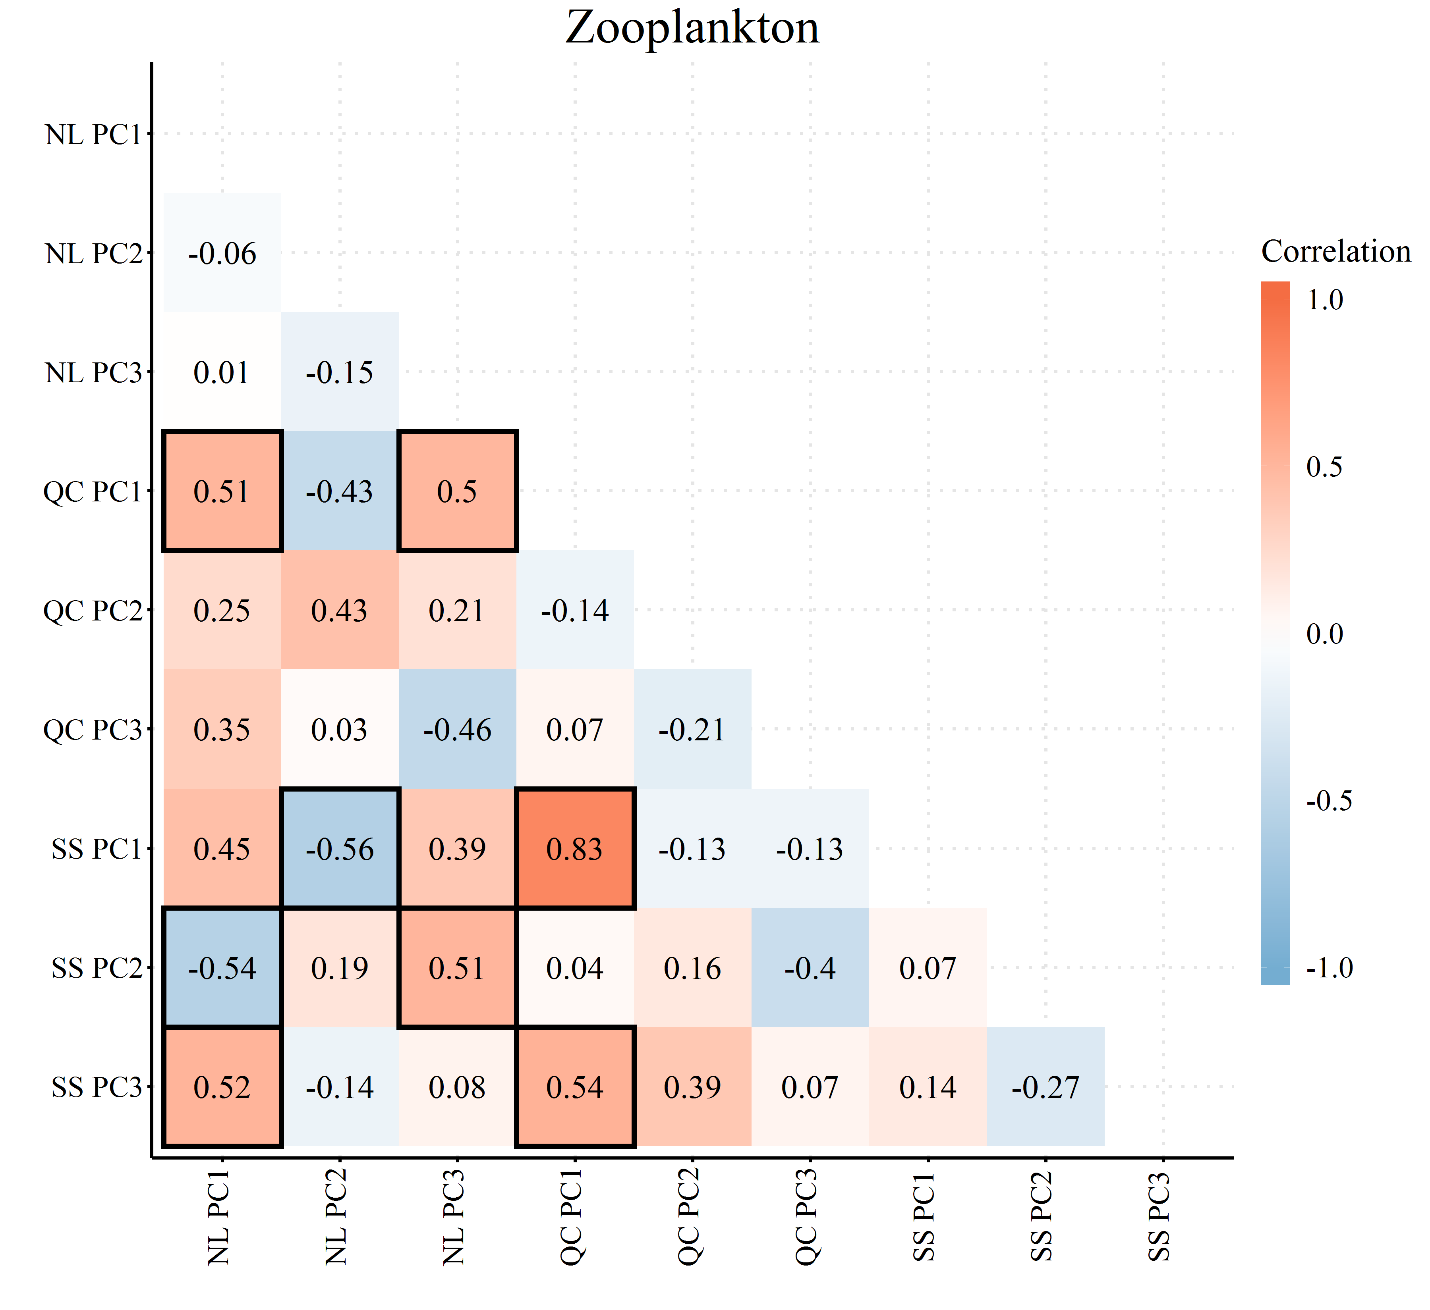 Zooplankton
NL PC1
NL PC2 -0.06
NL PC3 0.01 -0.15
QC PC1 0.51 -0.43 0.5
QC PC2 0.25 0.43 0.21 -0.14
QC PC3 0.35 0.03 -0.46 0.07 -0.21
SS PC1 0.45 -0.56 0.39 0.83 -0.13 -0.13
SS PC2 -0.54 0.19 0.51 0.04 0.16 -0.4 0.07
SS PC3 0.52 -0.14 0.08 0.54 0.39 0.07 0.14 -0.27
NL PC1
NL PC2
NL PC3
QC PC1
QC PC2
QC PC3
SS PC1
SS PC2
SS PC3
Correlation
1.0
0.5
0.0
-0.5
-1.0